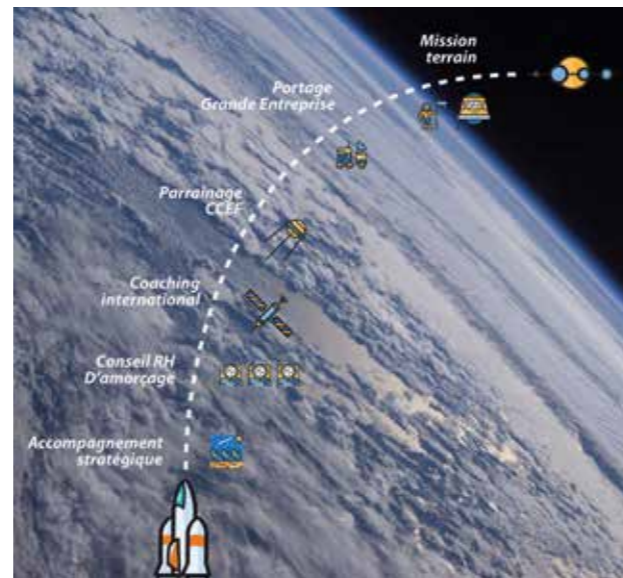 Mission
terrain
Portage
Grande Entreprise
Parrainage
CCEF
Coaching
international
Conseil RH
D'amorçage
Accompagnement
stratégique